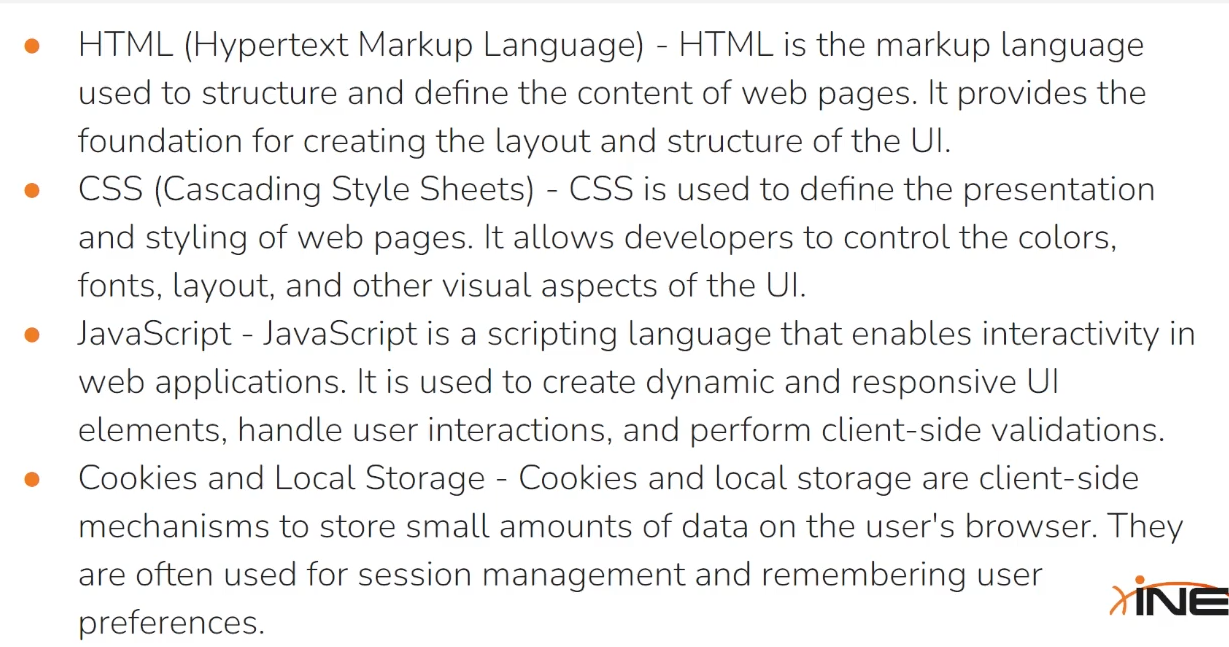 ● HTML (Hypertext Markup Language) - HTML is the markup language
used to structure and define the content of web pages. It provides the
foundation for creating the layout and structure of the UI.
● CSS (Cascading Style Sheets) - CSS is used to define the presentation
and styling of web pages. It allows developers to control the colors,
fonts, layout, and other visual aspects of the UI.
● JavaScript - JavaScript is a scripting language that enables interactivity in
web applications. It is used to create dynamic and responsive UI
elements, handle user interactions, and perform client-side validations.
● Cookies and Local Storage - Cookies and local storage are client-side
mechanisms to store small amounts of data on the user's browser. They
are often used for session management and remembering user
preferences.
INE